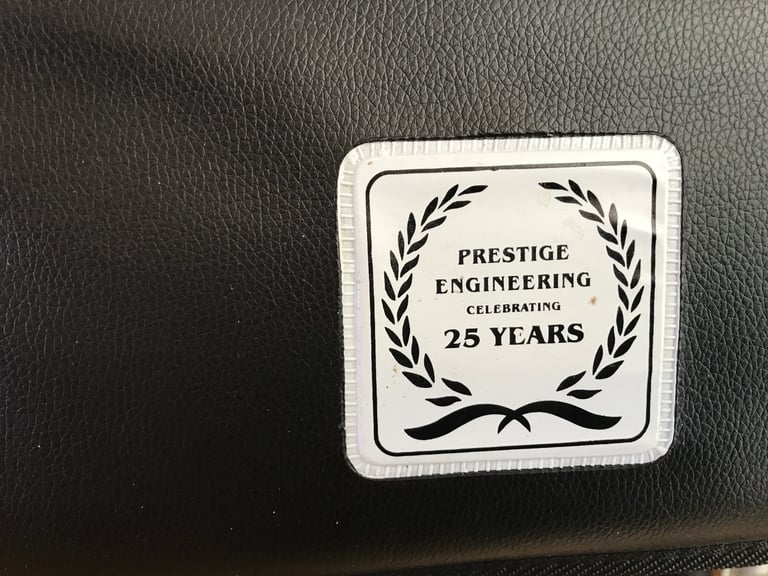 PRESTIGE
ENGINEERING
CELEBRATING
25 YEARS